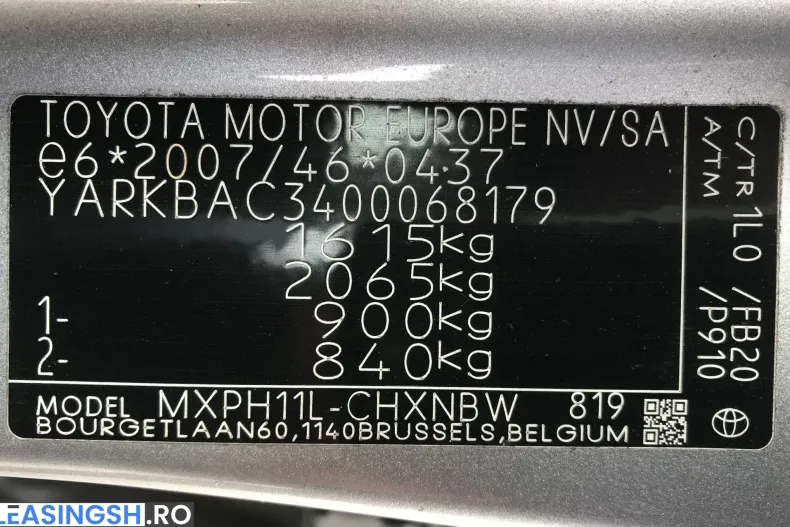 TOYOTA MOTOR EUROPE NV/SA
e6*2007/46*0437
YARKBAC3400068179
1615kg
2065kg
1- 900kg
2- 840kg
MODEL MXPH11L-CHXNBW 819
BOURGETLAAN60,1140BRUSSELS,BELGIUM
C/TR 1L0 /FB20
A/TM /P910
LEASINGSH.RO